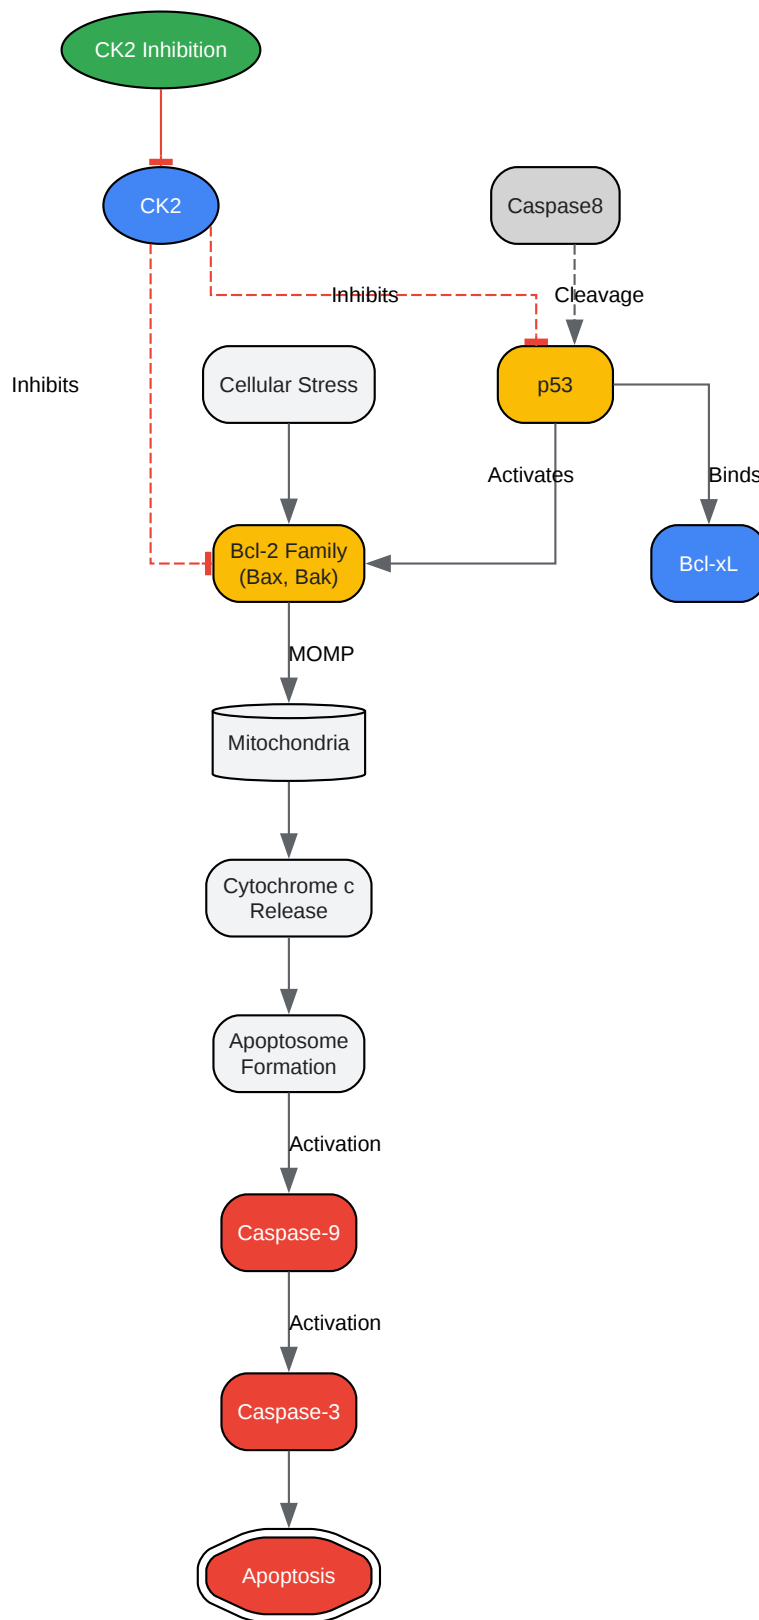 CK2 Inhibition
CK2
Caspase8
Inhibits
Cleavage
Inhibits
Cellular Stress
p53
Activates
Binds
Bcl-2 Family
(Bax, Bak)
Bcl-xL
MOMP
Mitochondria
Cytochrome c
Release
Apoptosome
Formation
Activation
Caspase-9
Activation
Caspase-3
Apoptosis